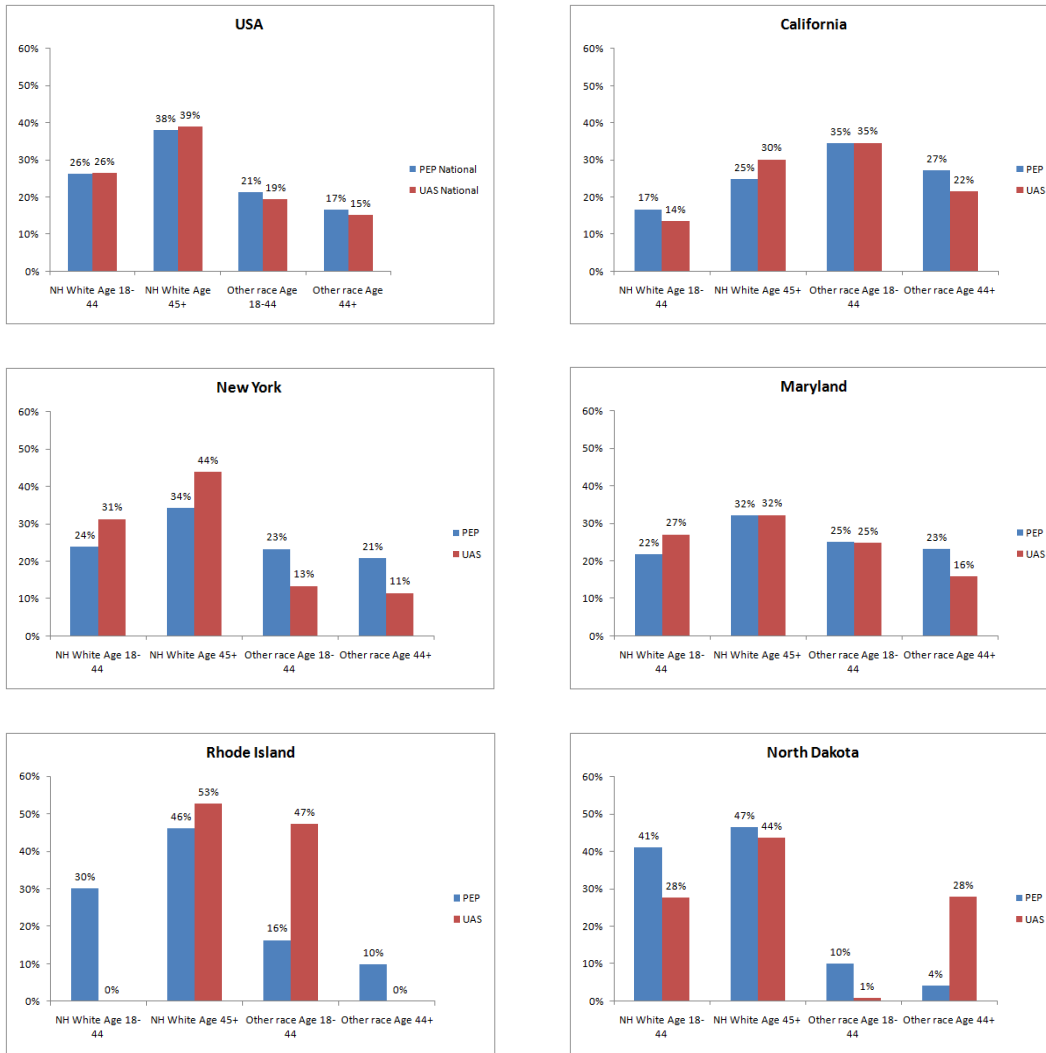 USA
60%
50%
40%
30%
20%
10%
0%
26% 26%
38% 39%
21% 19%
17% 15%
NH White Age 18-
44
NH White Age
45+
Other race Age
18-44
Other race Age
44+
PEP National
UAS National
California
60%
50%
40%
30%
20%
10%
0%
17% 14%
25% 30%
35% 35%
27% 22%
NH White Age 18-
44
NH White Age 45+
Other race Age 18-
44
Other race Age 44+
PEP
UAS
New York
60%
50%
40%
30%
20%
10%
0%
24% 31%
34% 44%
23% 13%
21% 11%
NH White Age 18-
44
NH White Age 45+
Other race Age 18-
44
Other race Age 44+
PEP
UAS
Maryland
60%
50%
40%
30%
20%
10%
0%
22% 27%
32% 32%
25% 25%
23% 16%
NH White Age 18-
44
NH White Age 45+
Other race Age 18-
44
Other race Age 44+
PEP
UAS
Rhode Island
60%
50%
40%
30%
20%
10%
0%
30% 0%
46% 53%
16% 47%
10% 0%
NH White Age 18-
44
NH White Age 45+
Other race Age 18-
44
Other race Age 44+
PEP
UAS
North Dakota
60%
50%
40%
30%
20%
10%
0%
41% 28%
47% 44%
10% 1%
4% 28%
NH White Age 18-
44
NH White Age 45+
Other race Age 18-
44
Other race Age 44+
PEP
UAS